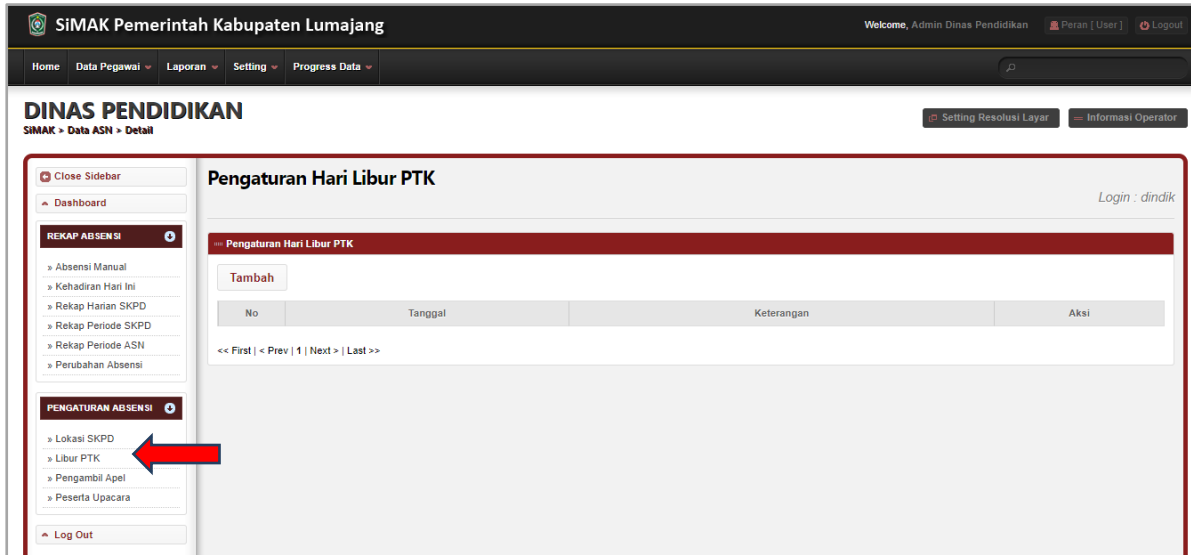 SiMAK Pemerintah Kabupaten Lumajang
Welcome, Admin Dinas Pendidikan Peran [ User ] Logout
Home Data Pegawai Laporan Setting Progress Data
DINAS PENDIDIKAN
SiMAK > Data ASN > Detail
Setting Resolusi Layar Informasi Operator
Close Sidebar
Dashboard
REKAP ABSENSI
» Absensi Manual
» Kehadiran Hari Ini
» Rekap Harian SKPD
» Rekap Periode SKPD
» Rekap Periode ASN
» Perubahan Absensi
PENGATURAN ABSENSI
» Lokasi SKPD
» Libur PTK
» Pengambil Apel
» Peserta Upacara
Log Out
Pengaturan Hari Libur PTK
Login : dindik
Pengaturan Hari Libur PTK
Tambah
No Tanggal Keterangan Aksi
<< First | < Prev | 1 | Next > | Last >>